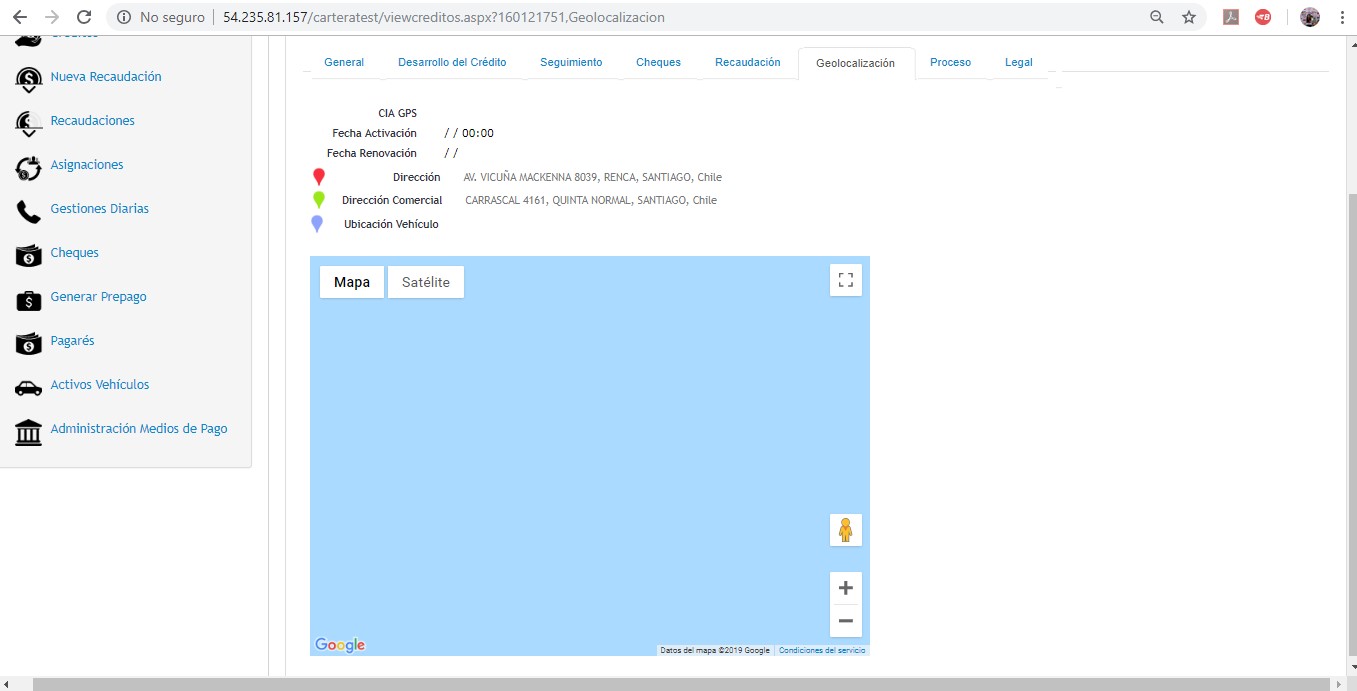 No seguro
54.235.81.157/carteratest/viewcreditos.aspx?160121751,Geolocalizacion
Créditos
Nueva Recaudación
Recaudaciones
Asignaciones
Gestiones Diarias
Cheques
Generar Prepago
Pagarés
Activos Vehículos
Administración Medios de Pago
General Desarrollo del Crédito Seguimiento Cheques Recaudación Geolocalización Proceso Legal
CIA GPS
Fecha Activación / / 00:00
Fecha Renovación / /
Dirección AV. VICUÑA MACKENNA 8039, RENCA, SANTIAGO, Chile
Dirección Comercial CARRASCAL 4161, QUINTA NORMAL, SANTIAGO, Chile
Ubicación Vehículo
Mapa Satélite
Google
Datos del mapa ©2019 Google Condiciones del servicio